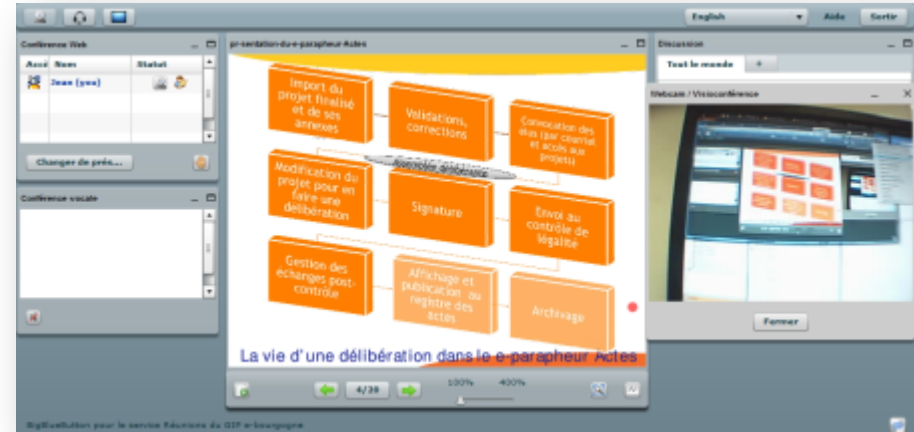 English
Aide
Sortir
Conférence Web
Accé Nom Statut
Jean (you)
Changer de prés...
Conférence vocale
pr-sentation-du-e-parapheur-Actes
Import du
projet finalisé
et de ses
annexes
Validations,
corrections
Convocation des
élus (par courriel
et accès aux
projets)
Modification du
projet pour en
faire une
délibération
Signature
Envoi au
contrôle de
légalité
Gestion des
échanges post-
contrôle
Affichage et
publication au
registre des
actes
Archivage
La vie d'une délibération dans le e-parapheur Actes
4/20
100% 400%
Discussion
Tout le monde +
Webcam / Visioconférence
Fermer
BigBlueButton pour le service Réunions du GIP e-bourgogne